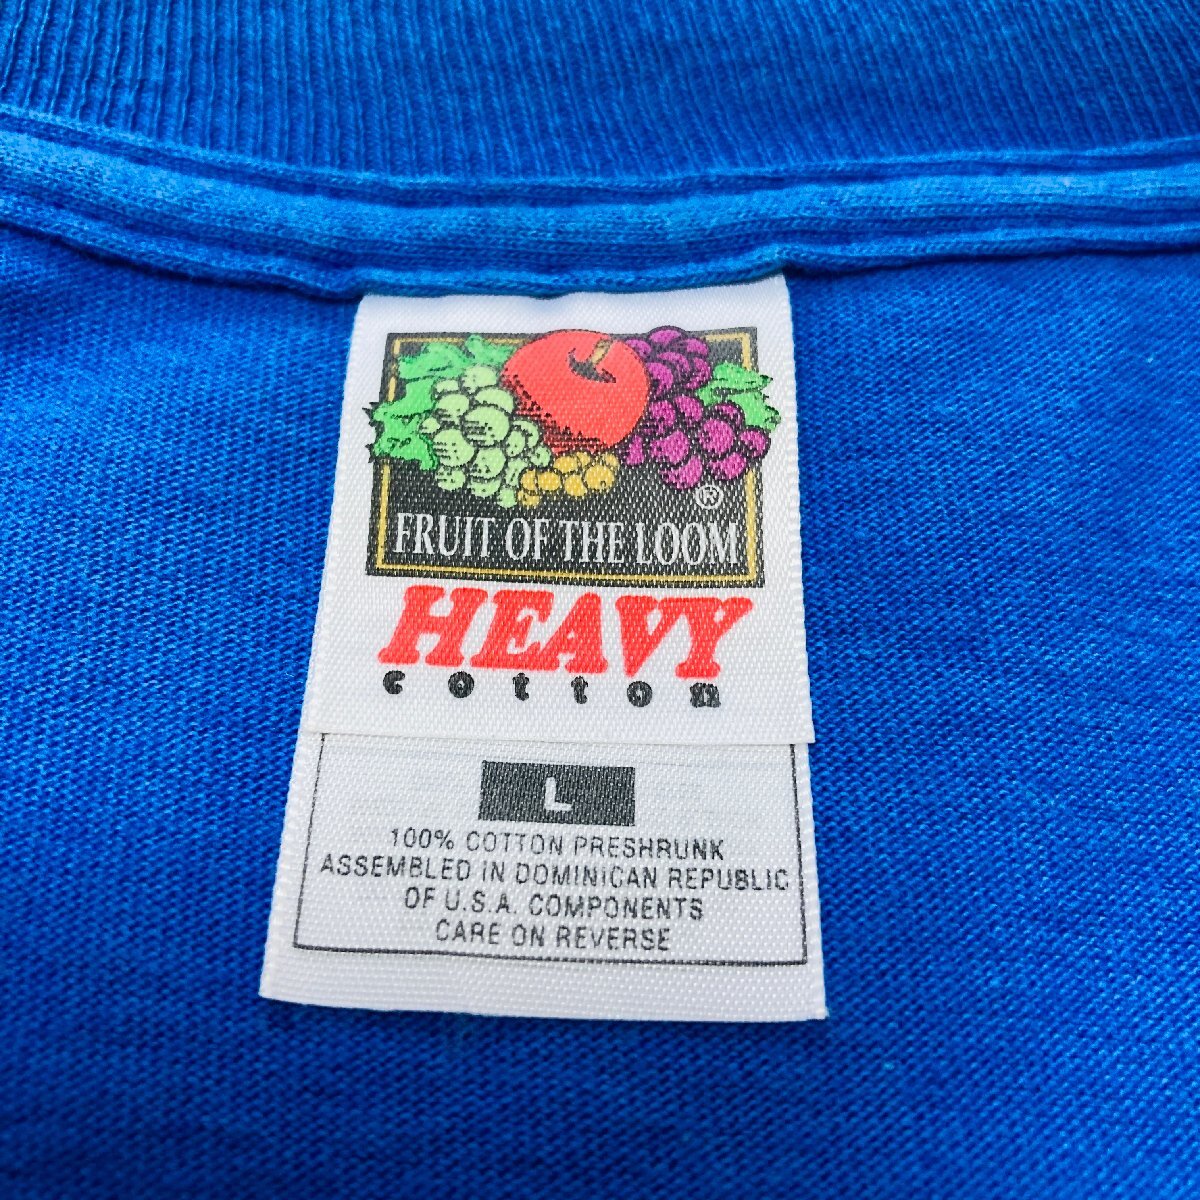 ®
FRUIT OF THE LOOM
HEAVY
cotton
L
100% COTTON PRESHRUNK
ASSEMBLED IN DOMINICAN REPUBLIC
OF U.S.A. COMPONENTS
CARE ON REVERSE